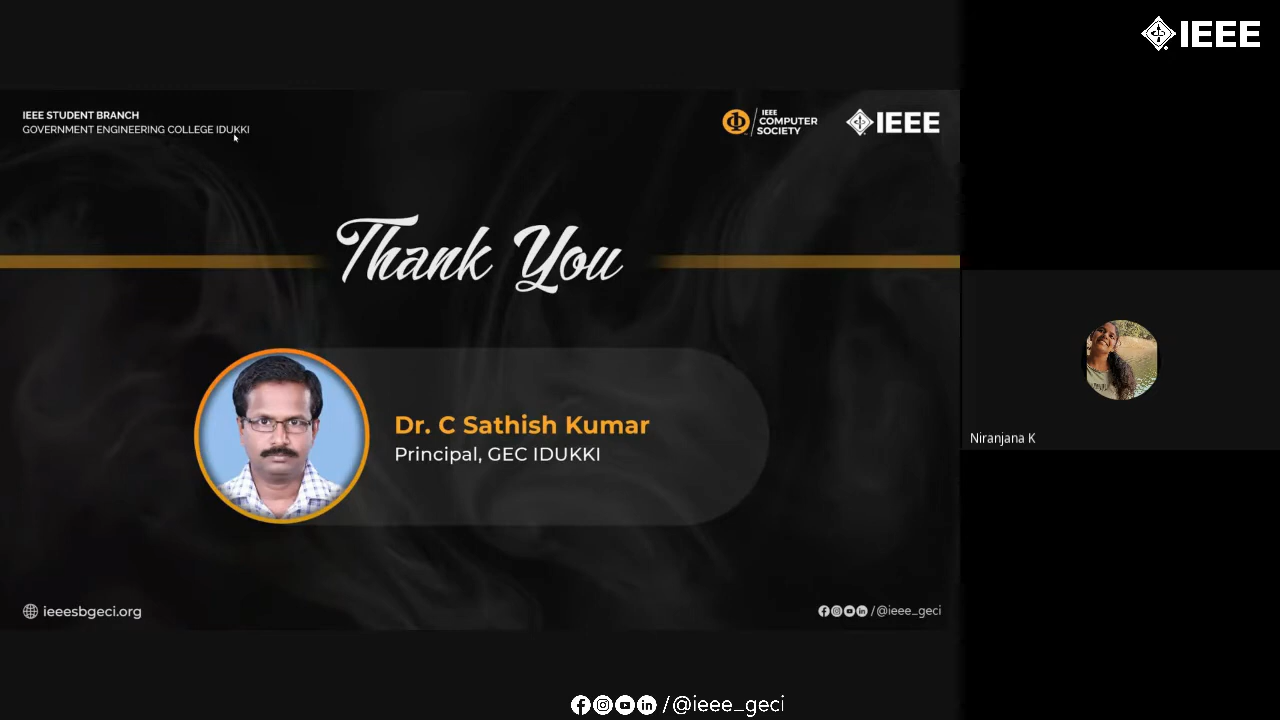 IEEE
IEEE STUDENT BRANCH
GOVERNMENT ENGINEERING COLLEGE IDUKKI
IEEE
COMPUTER
SOCIETY
IEEE
Thank You
Dr. C Sathish Kumar
Principal, GEC IDUKKI
Niranjana K
ieeesbgeci.org
/@ieee_geci
/@ieee_geci